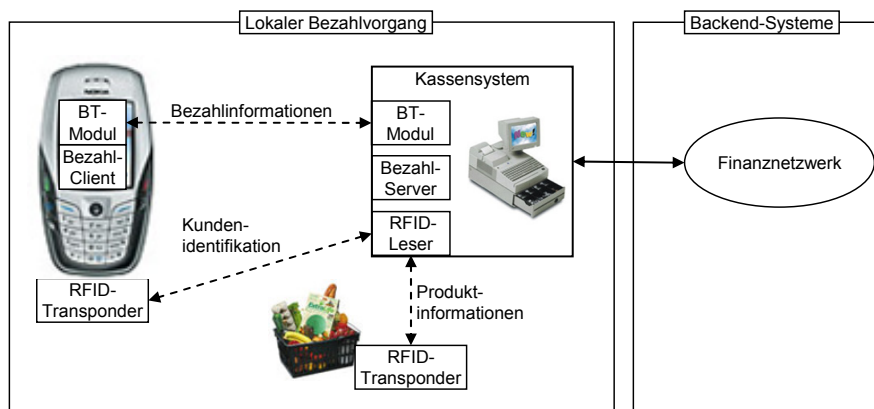 Lokaler Bezahlvorgang
Backend-Systeme
NOKIA
BT-
Modul
Bezahl-
Client
Bezahlinformationen
Kassensystem
BT-
Modul
Bezahl-
Server
RFID-
Leser
Finanznetzwerk
Kunden-
identifikation
RFID-
Transponder
Produkt-
informationen
RFID-
Transponder